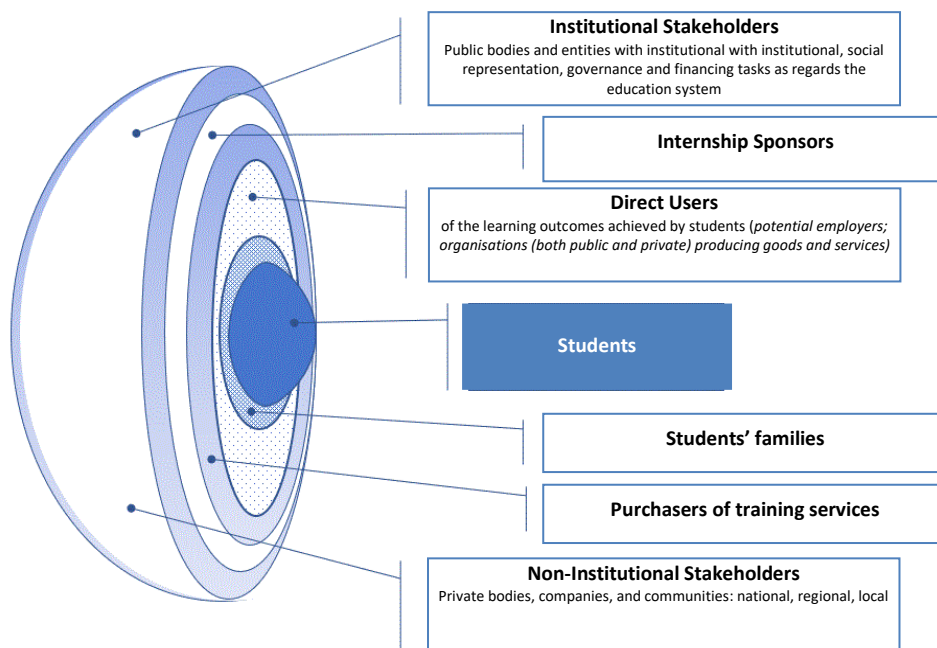 Institutional Stakeholders
Public bodies and entities with institutional with institutional, social
representation, governance and financing tasks as regards the
education system
Internship Sponsors
Direct Users
of the learning outcomes achieved by students (potential employers;
organisations (both public and private) producing goods and services)
Students
Students’ families
Purchasers of training services
Non-Institutional Stakeholders
Private bodies, companies, and communities: national, regional, local